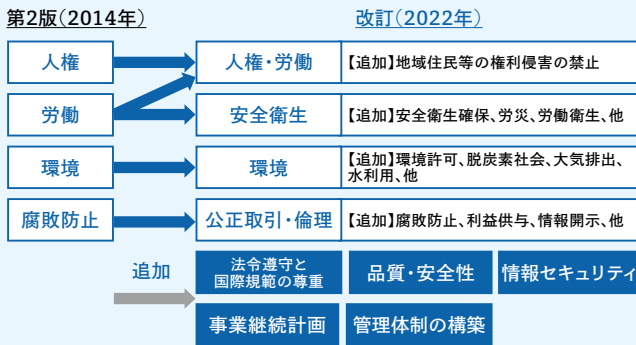 第2版(2014年)
改訂(2022年)
人権
人権・労働
【追加】地域住民等の権利侵害の禁止
労働
安全衛生
【追加】安全衛生確保、労災、労働衛生、他
環境
環境
【追加】環境許可、脱炭素社会、大気排出、
水利用、他
腐敗防止
公正取引・倫理
【追加】腐敗防止、利益供与、情報開示、他
追加
法令遵守と
国際規範の尊重
品質・安全性
情報セキュリティ
事業継続計画
管理体制の構築